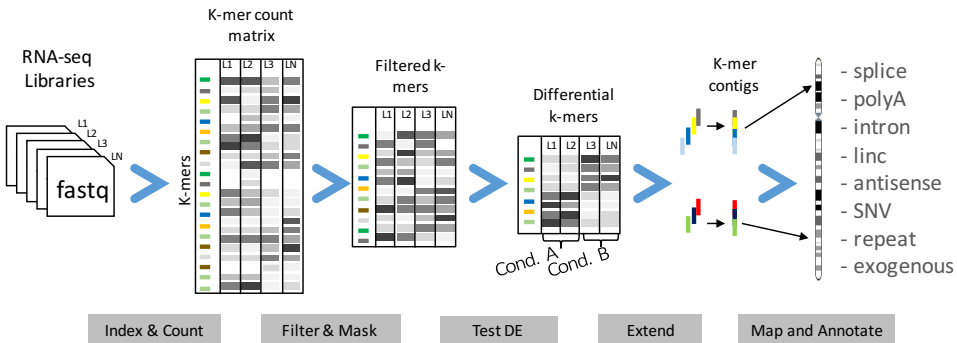 RNA-seq
Libraries
L1
L2
L3
LN
fastq
K-mer count
matrix
L1 L2 L3 LN
K-mers
Filtered k-
mers
L1 L2 L3 LN
Differential
k-mers
L1 L2 L3 LN
Cond. A
Cond. B
K-mer
contigs
- splice
- polyA
- intron
- linc
- antisense
- SNV
- repeat
- exogenous
Index & Count
Filter & Mask
Test DE
Extend
Map and Annotate